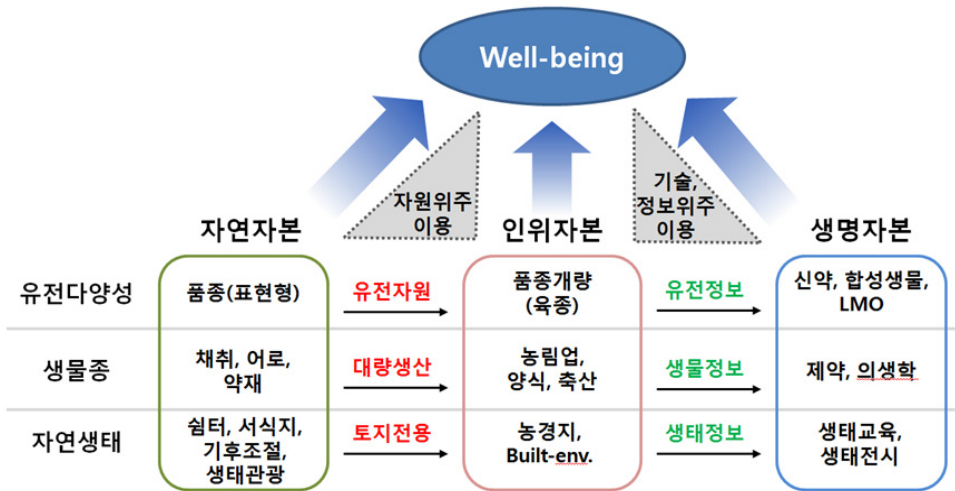 Well-being
자원위주
이용
기술,
정보위주
이용
자연자본
인위자본
생명자본
유전다양성
품종(표현형)
유전자원
품종개량
(육종)
유전정보
신약, 합성생물,
LMO
생물종
채취, 어로,
약재
대량생산
농림업,
양식, 축산
생물정보
제약, 의생학
자연생태
쉼터, 서식지,
기후조절,
생태관광
토지전용
농경지,
Built-env.
생태정보
생태교육,
생태전시